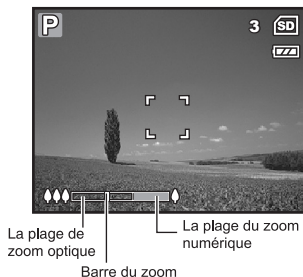 P
3 SD
La plage de
zoom optique
La plage du zoom
numérique
Barre du zoom